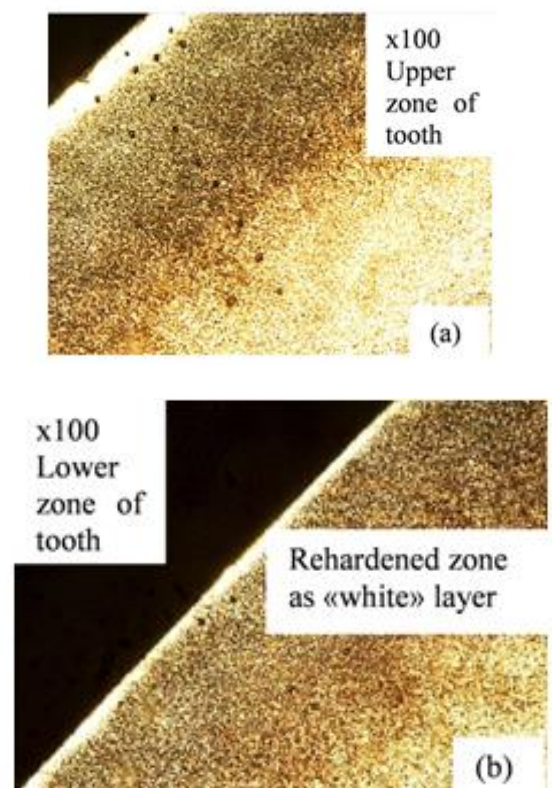 x100
Upper
zone of
tooth
(a)
x100
Lower
zone of
tooth
Rehardened zone
as «white» layer
(b)